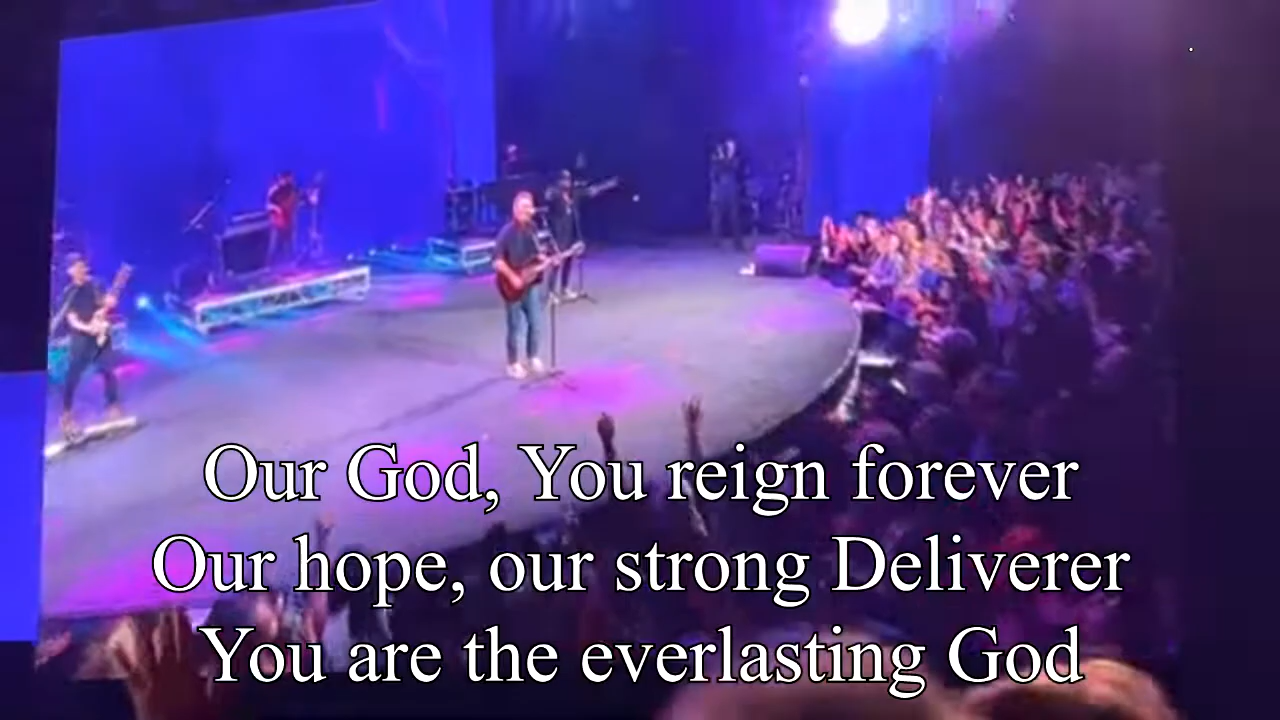 Our God, You reign forever
Our hope, our strong Deliverer
You are the everlasting God